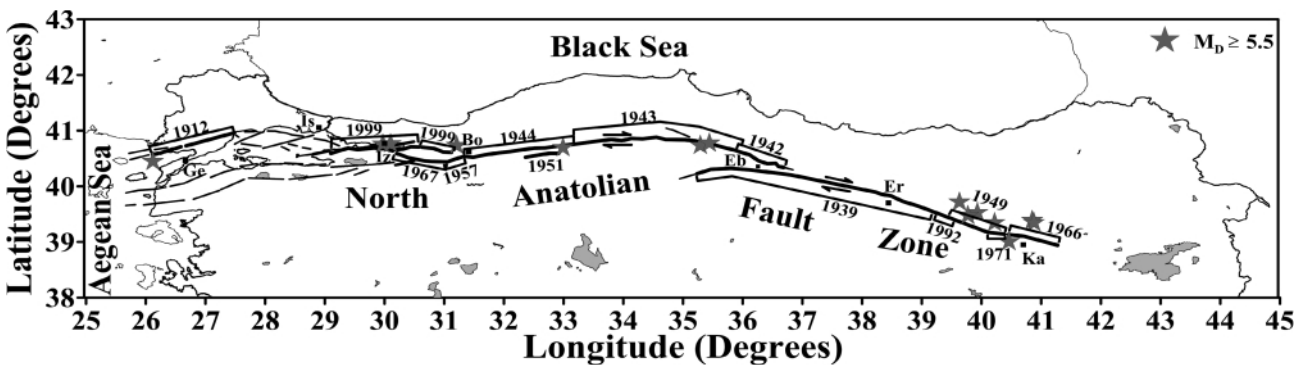 Latitude (Degrees)
43
42
41
40
39
38
Black Sea
M_D ≥ 5.5
Aegean Sea
1912
Is
1999
1999
Bo
1944
1943
1942
Iz
1967
1957
1951
Ge
Eb
Er
North
Anatolian
Fault
Zone
1939
1992
1949
1966
1971
Ka
25 26 27 28 29 30 31 32 33 34 35 36 37 38 39 40 41 42 43 44 45
Longitude (Degrees)